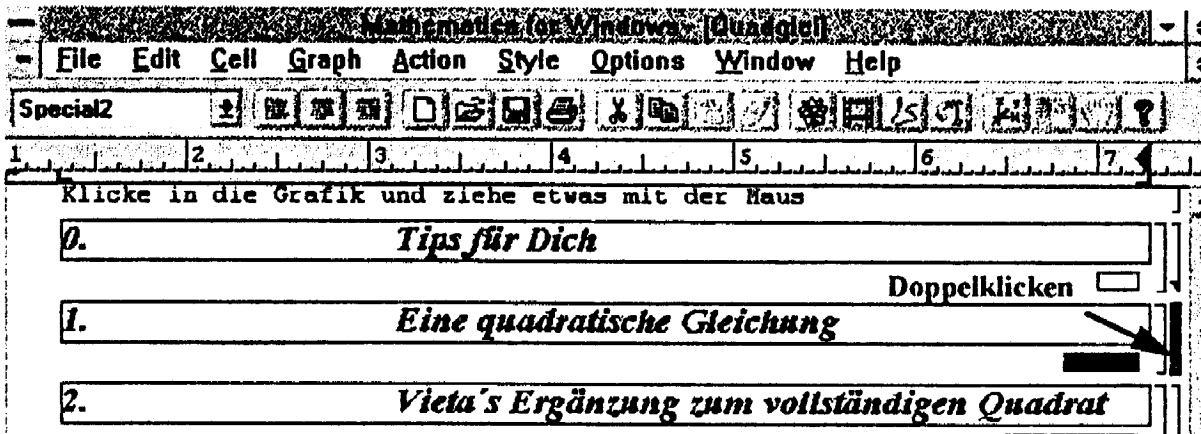 Mathematica for Windows - [Quadglei]
File Edit Cell Graph Action Style Options Window Help
Special2
1 2 3 4 5 6 7
Klicke in die Grafik und ziehe etwas mit der Maus
0. Tips für Dich
Doppelklicken
1. Eine quadratische Gleichung
2. Vieta´s Ergänzung zum vollständigen Quadrat